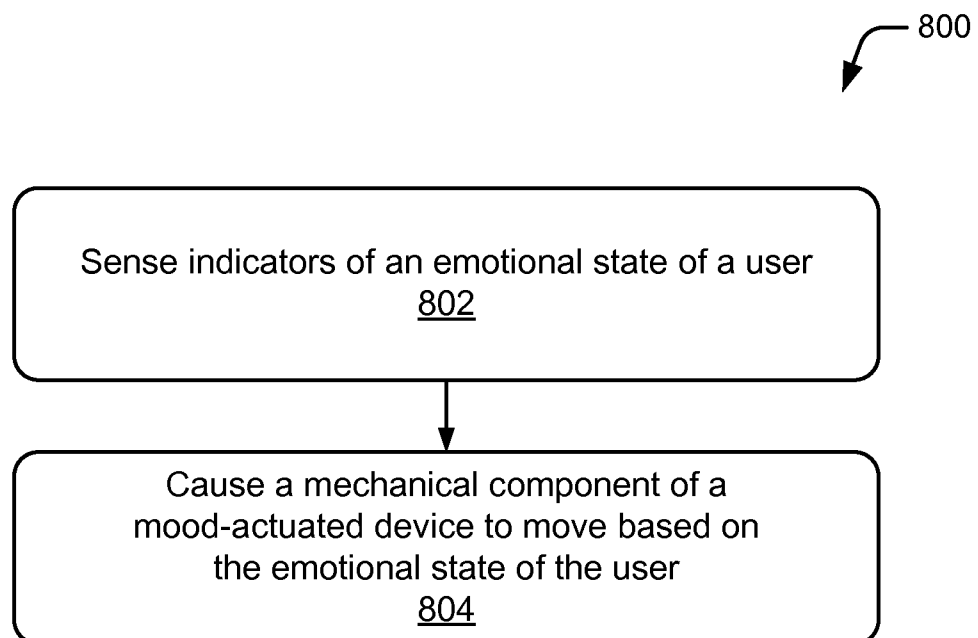 800
Sense indicators of an emotional state of a user
802
Cause a mechanical component of a
mood-actuated device to move based on
the emotional state of the user
804